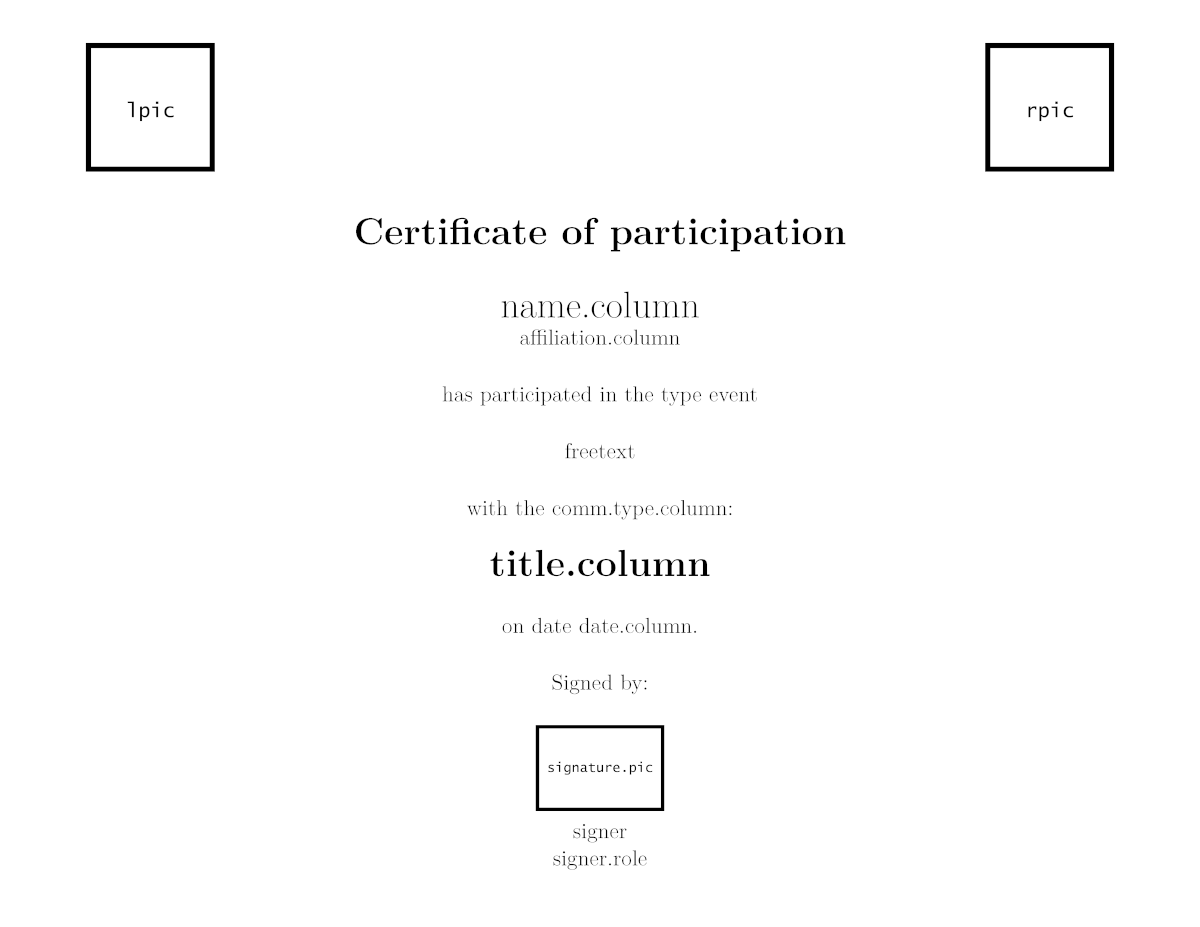 lpic
rpic
Certificate of participation
name.column
affiliation.column
has participated in the type event
freetext
with the comm.type.column:
title.column
on date date.column.
Signed by:
signature.pic
signer
signer.role